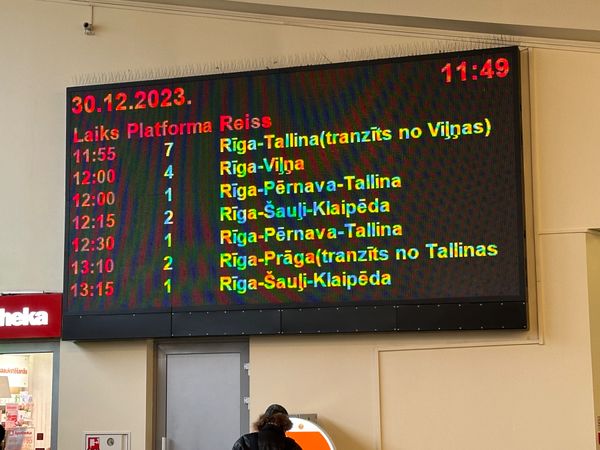 30.12.2023. 11:49
Laiks Platforma Reiss
11:55 7 Rīga-Tallina(tranzīts no Viļņas)
12:00 4 Rīga-Viļņa
12:00 1 Rīga-Pērnava-Tallina
12:15 2 Rīga-Šauļi-Klaipēda
12:30 1 Rīga-Pērnava-Tallina
13:10 2 Rīga-Prāga(tranzīts no Tallinas
13:15 1 Rīga-Šauļi-Klaipēda
heka